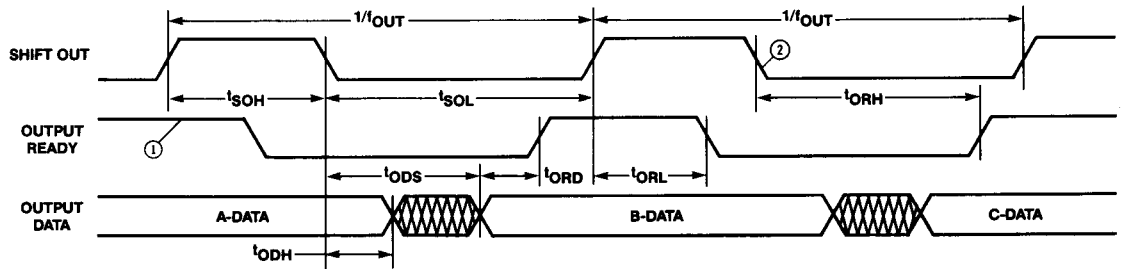 1/fOUT
1/fOUT
SHIFT OUT
2
tSOH
tSOL
tORH
OUTPUT
READY
1
tODS
tORD
tORL
OUTPUT
DATA
A-DATA
B-DATA
C-DATA
tODH